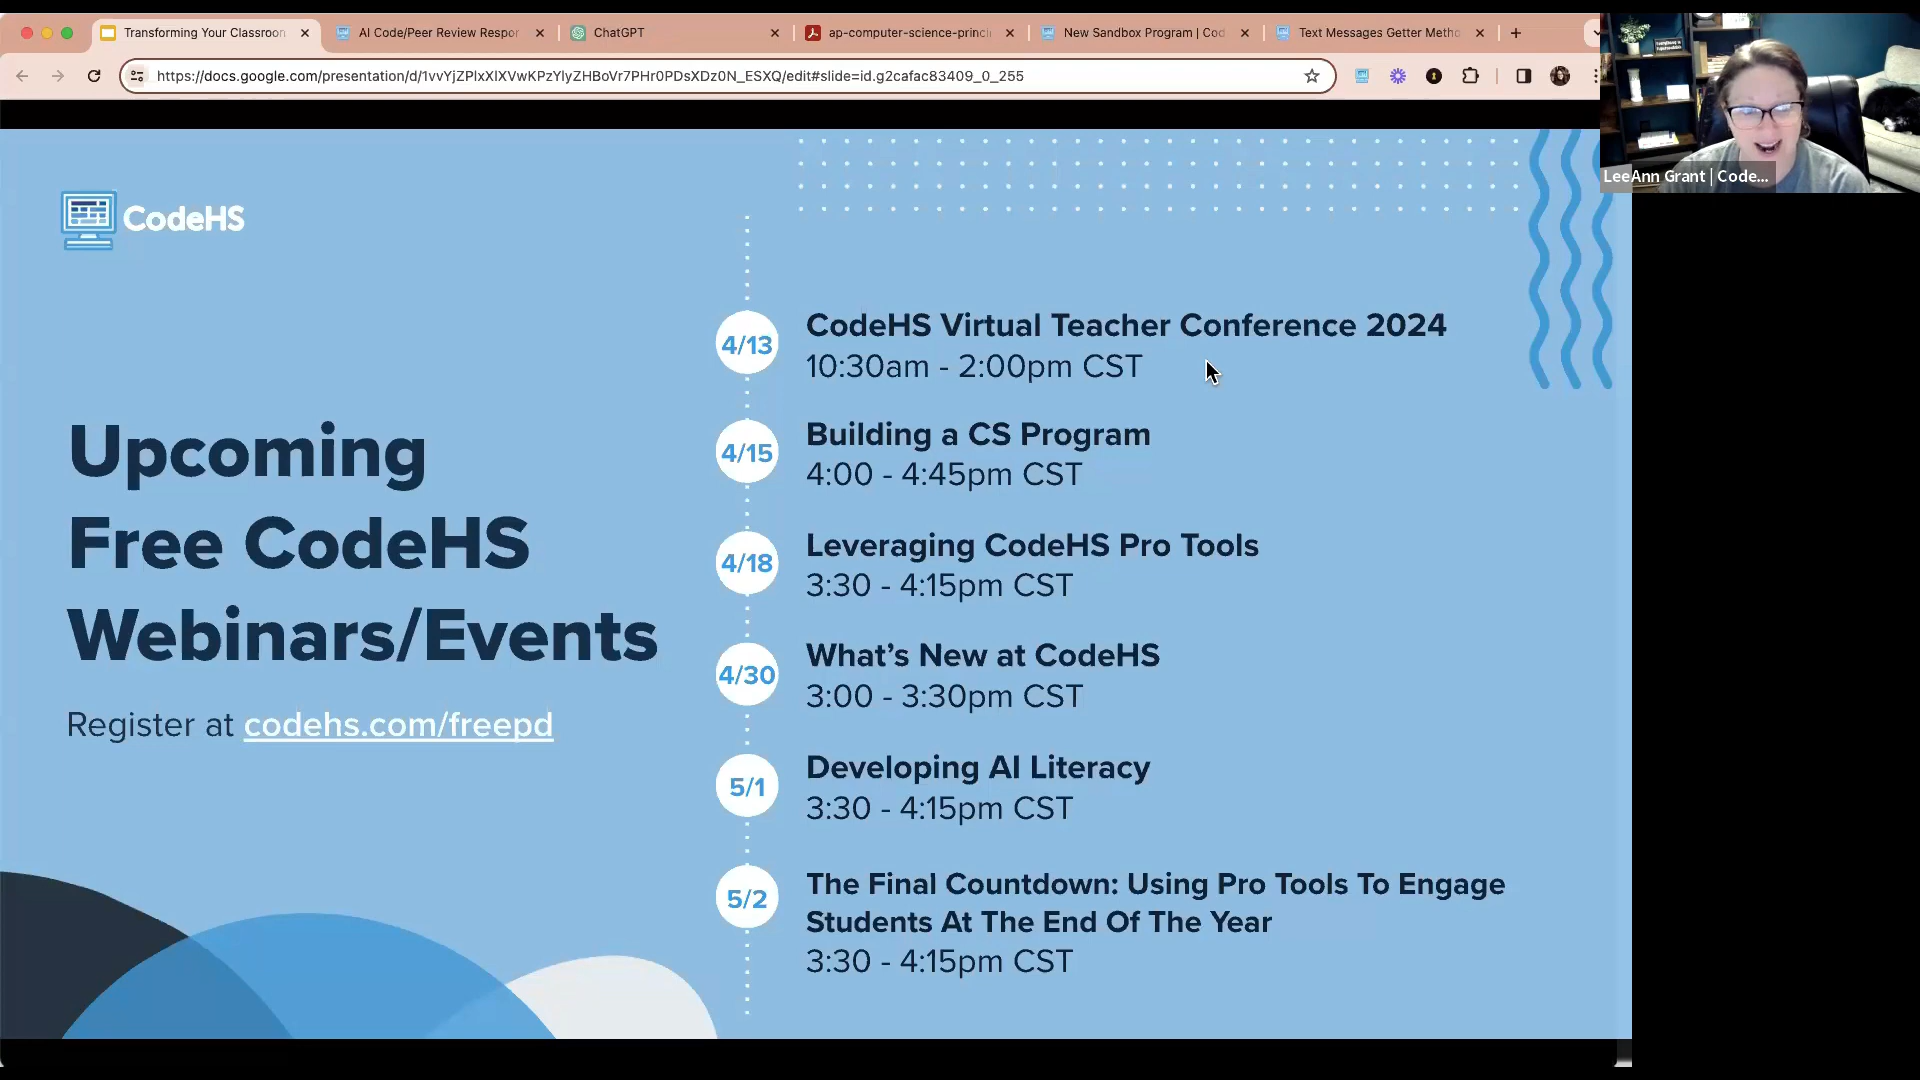 Transforming Your Classroon
AI Code/Peer Review Respor
ChatGPT
ap-computer-science-princi
New Sandbox Program | Cod
Text Messages Getter Metho
https://docs.google.com/presentation/d/1vvYjZPlxXlXVwKPzYlyZHBoVr7PHr0PDsXDz0N_ESXQ/edit#slide=id.g2cafac83409_0_255
LeeAnn Grant | Code...
CodeHS
Upcoming
Free CodeHS
Webinars/Events
Register at codehs.com/freepd
4/13
CodeHS Virtual Teacher Conference 2024
10:30am - 2:00pm CST
4/15
Building a CS Program
4:00 - 4:45pm CST
4/18
Leveraging CodeHS Pro Tools
3:30 - 4:15pm CST
4/30
What’s New at CodeHS
3:00 - 3:30pm CST
5/1
Developing AI Literacy
3:30 - 4:15pm CST
5/2
The Final Countdown: Using Pro Tools To Engage
Students At The End Of The Year
3:30 - 4:15pm CST